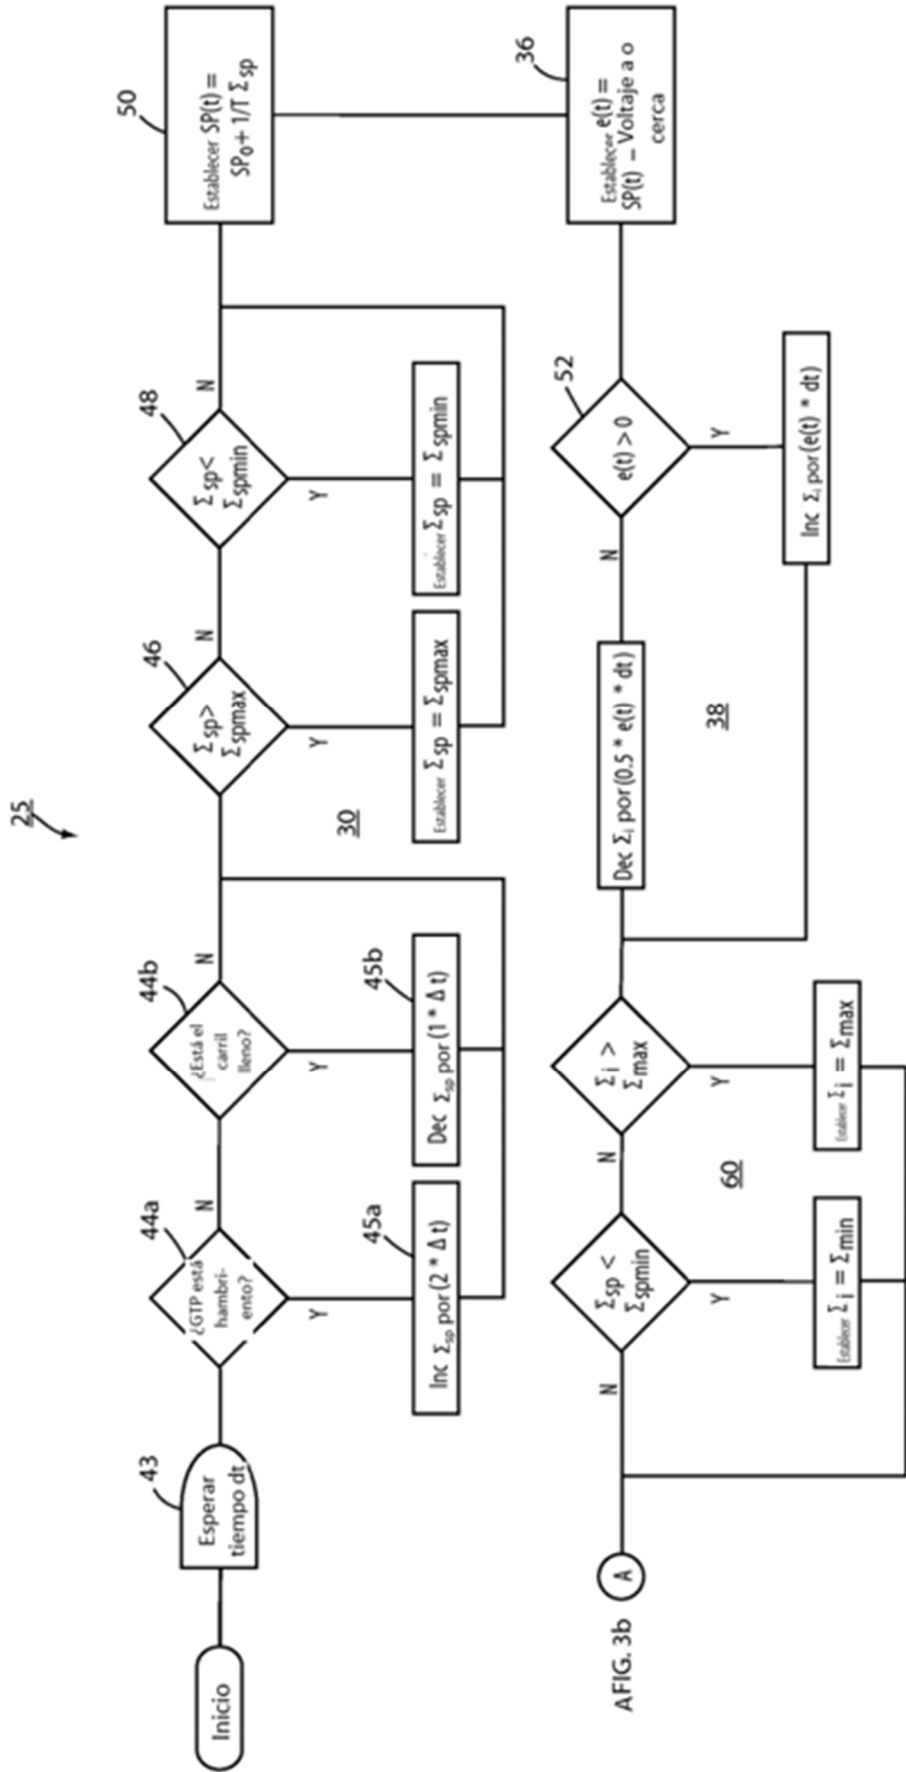 25
Inicio
43
Esperar
tiempo dt
44a
¿GTP está
hambri-
ento?
N
Y
45a
Inc Σsp por (2 * Δ t)
44b
¿Está el
carril
lleno?
N
Y
45b
Dec Σsp por (1 * Δ t)
30
46
Σsp>
Σspmax
N
Y
Establecer Σsp = Σspmax
48
Σsp<
Σspmin
N
Y
Establecer Σsp = Σspmin
50
Establecer SP(t) =
SP0+ 1/T Σsp
36
Establecer e(t) =
SP(t) – Voltaje a o
cerca
52
e(t) > 0
N
Y
Inc Σi por (e(t) * dt)
Dec Σi por (0.5 * e(t) * dt)
38
Σi >
Σmax
N
Y
Establecer Σi = Σmax
60
Σsp <
Σspmin
N
Y
Establecer Σi = Σmin
A
AFIG. 3b